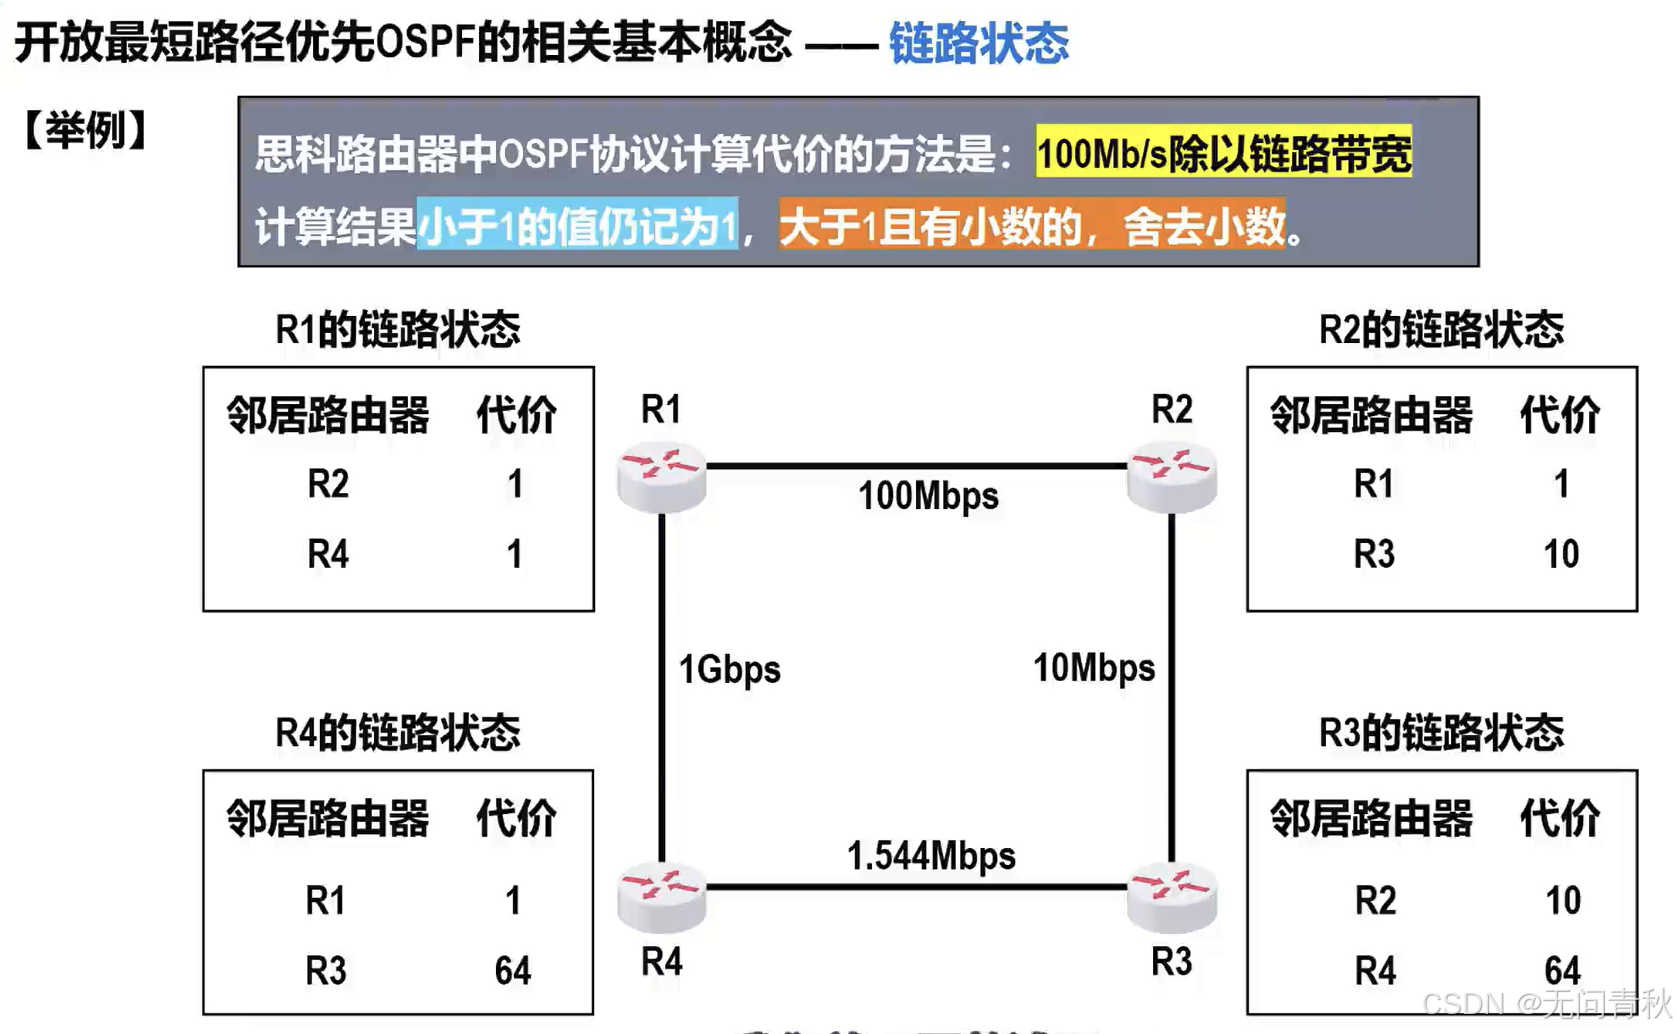 开放最短路径优先OSPF的相关基本概念 —— 链路状态
【举例】
思科路由器中OSPF协议计算代价的方法是：100Mb/s除以链路带宽
计算结果小于1的值仍记为1，大于1且有小数的，舍去小数。
R1的链路状态
邻居路由器 代价
R2 1
R4 1
R1
R2
100Mbps
1Gbps
10Mbps
1.544Mbps
R4
R3
R2的链路状态
邻居路由器 代价
R1 1
R3 10
R4的链路状态
邻居路由器 代价
R1 1
R3 64
R3的链路状态
邻居路由器 代价
R2 10
R4 64
CSDN @无问青秋